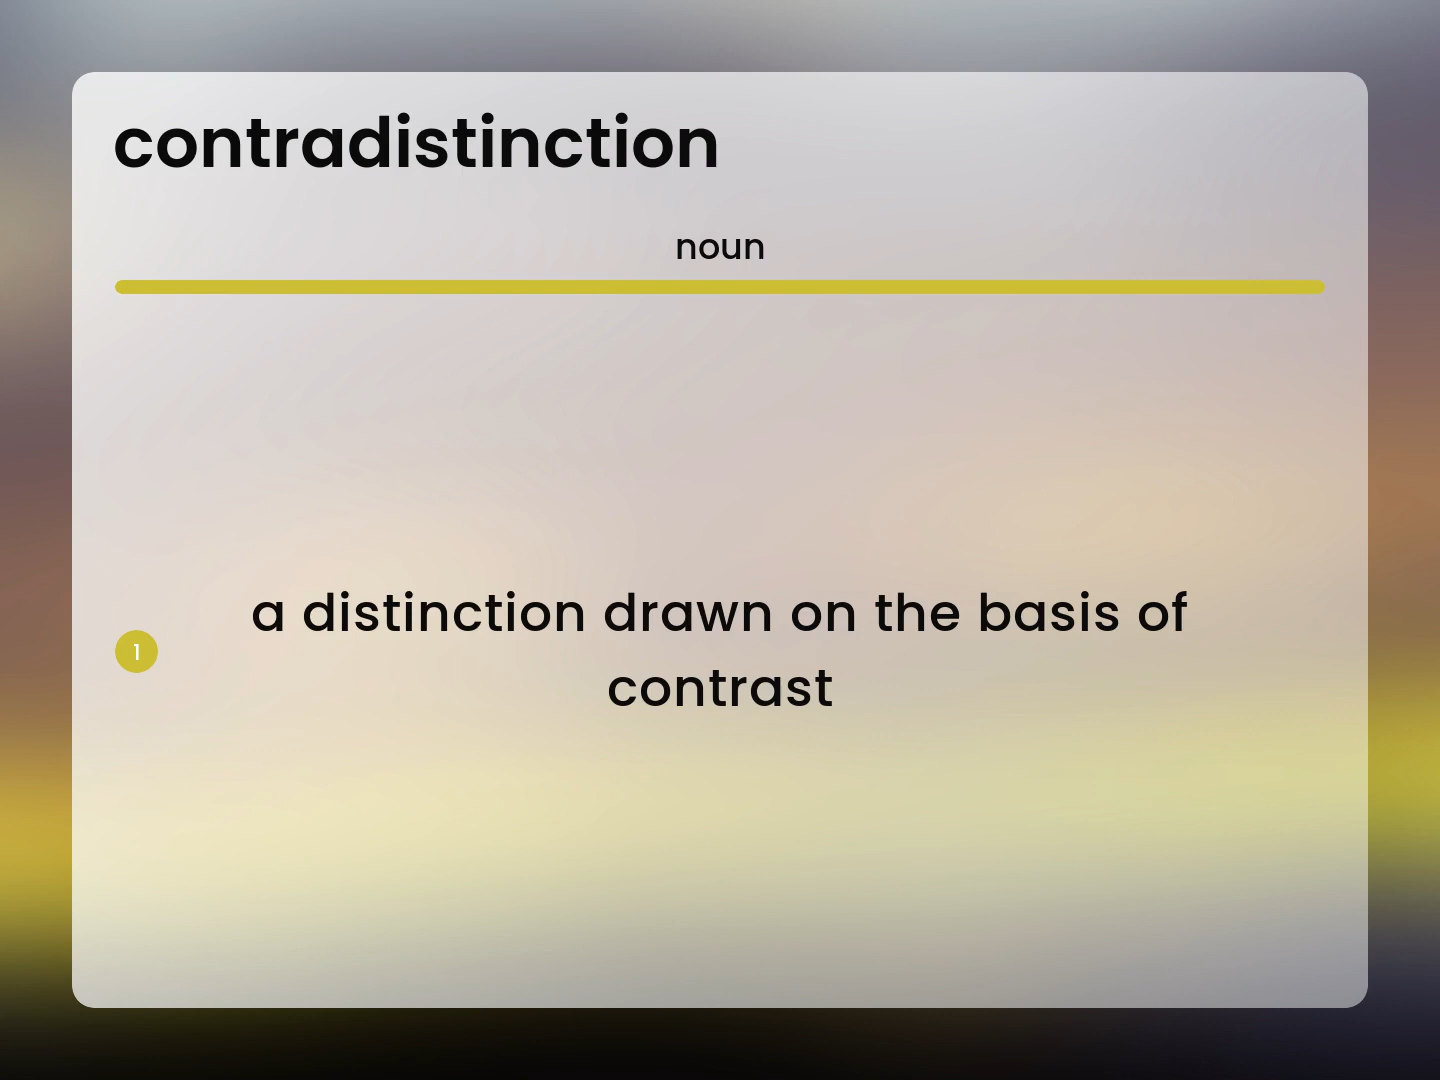 contradistinction
noun
1
a distinction drawn on the basis of
contrast